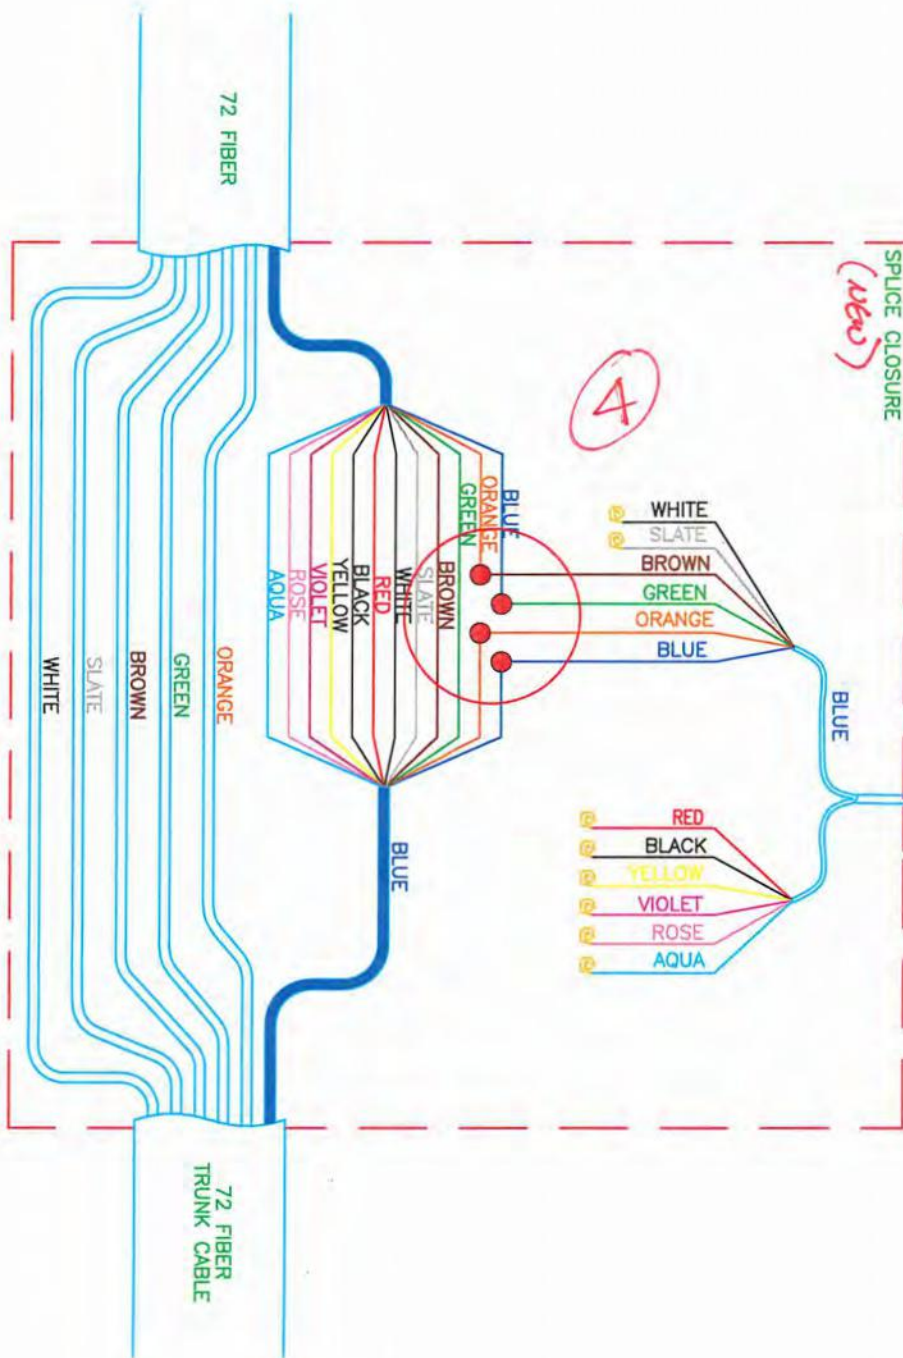 SPLICE CLOSURE
(NEW)
72 FIBER
4
WHITE
SLATE
BROWN
GREEN
ORANGE
BLUE
BLUE
BLUE
ORANGE
GREEN
BROWN
SLATE
WHITE
RED
BLACK
YELLOW
VIOLET
ROSE
AQUA
ORANGE
GREEN
BROWN
SLATE
WHITE
BLUE
RED
BLACK
YELLOW
VIOLET
ROSE
AQUA
72 FIBER
TRUNK CABLE